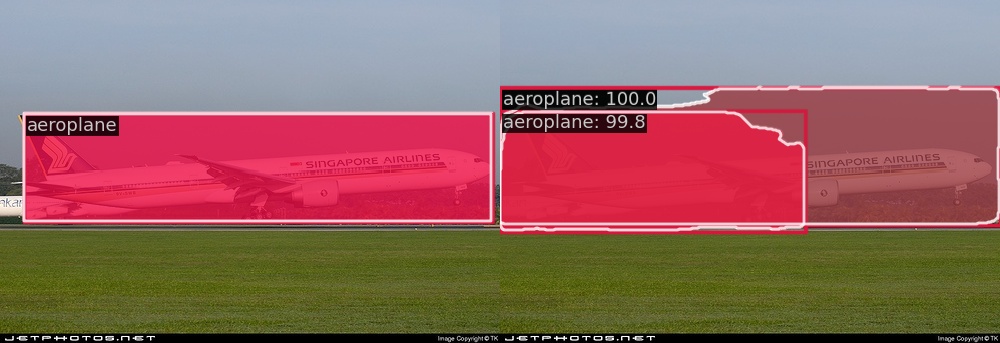 aeroplane
SINGAPORE AIRLINES
JETPHOTOS.NET
Image Copyright © TK
aeroplane: 100.0
aeroplane: 99.8
SINGAPORE AIRLINES
JETPHOTOS.NET
Image Copyright © TK